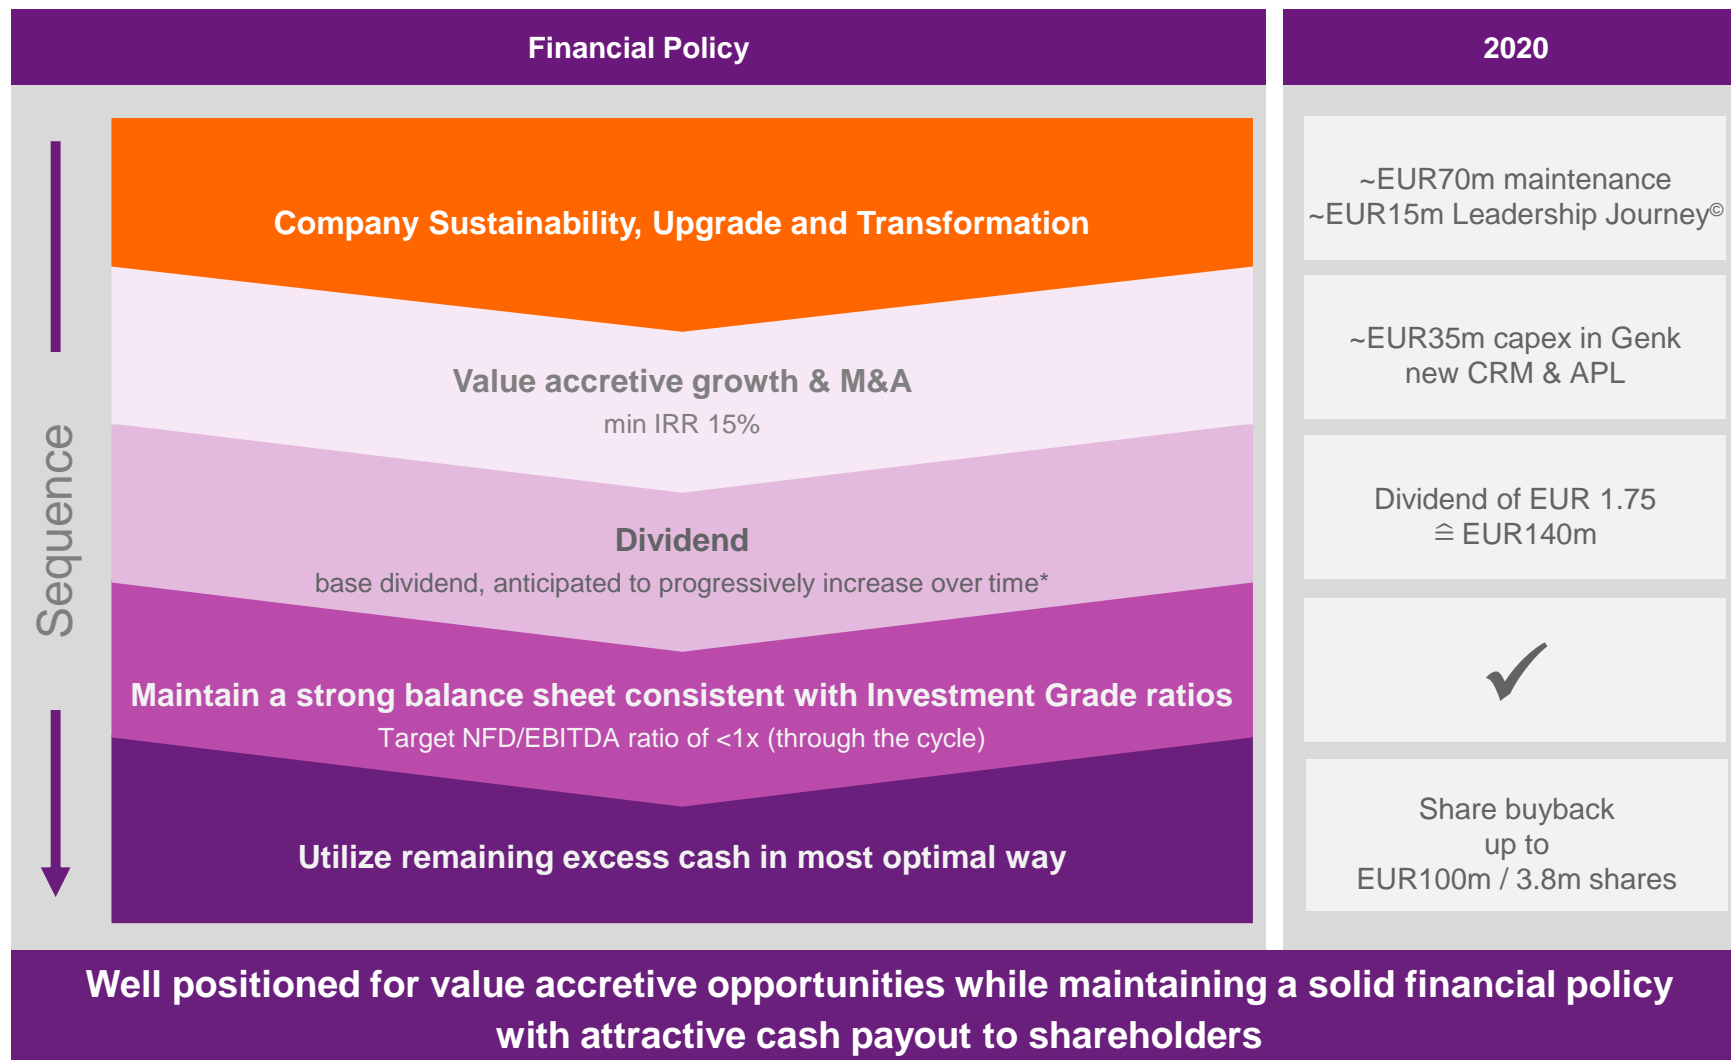 Financial Policy
2020
Sequence
Company Sustainability, Upgrade and Transformation
~EUR70m maintenance
~EUR15m Leadership Journey©
Value accretive growth & M&A
min IRR 15%
~EUR35m capex in Genk
new CRM & APL
Dividend
base dividend, anticipated to progressively increase over time*
Dividend of EUR 1.75
≙ EUR140m
Maintain a strong balance sheet consistent with Investment Grade ratios
Target NFD/EBITDA ratio of <1x (through the cycle)
✓
Utilize remaining excess cash in most optimal way
Share buyback
up to
EUR100m / 3.8m shares
Well positioned for value accretive opportunities while maintaining a solid financial policy
with attractive cash payout to shareholders